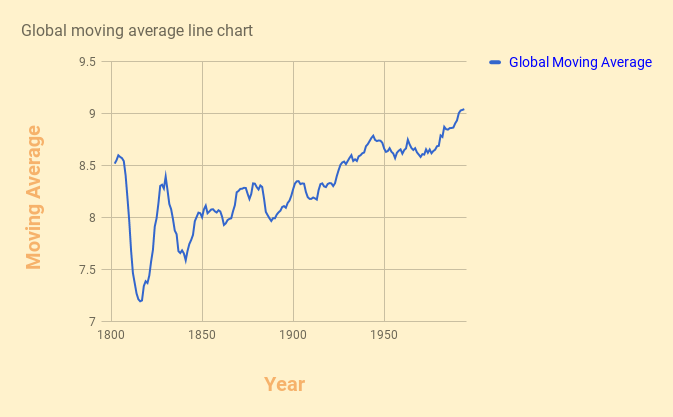 Global moving average line chart
Global Moving Average
9.5
9
8.5
8
7.5
7
Moving Average
1800
1850
1900
1950
Year